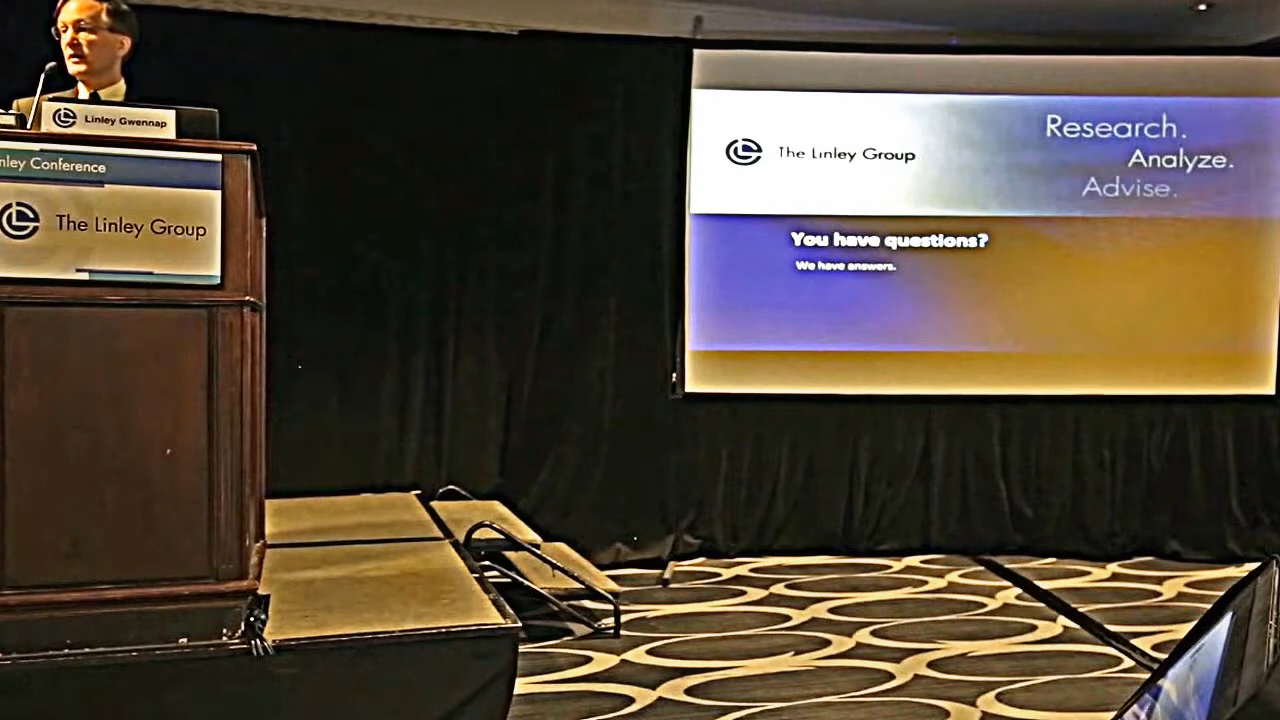 Linley Gwennap
nley Conference
The Linley Group
The Linley Group
Research.
Analyze.
Advise.
You have questions?
We have answers.